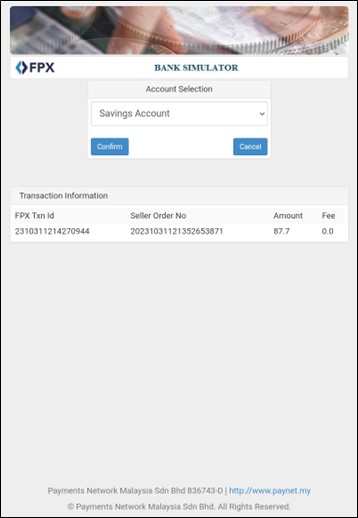 FPX
BANK SIMULATOR
Account Selection
Savings Account
Confirm Cancel
Transaction Information
FPX Txn Id Seller Order No Amount Fee
2310311214270944 20231031121352653871 87.7 0.0
Payments Network Malaysia Sdn Bhd 836743-D | http://www.paynet.my
© Payments Network Malaysia Sdn Bhd. All Rights Reserved.